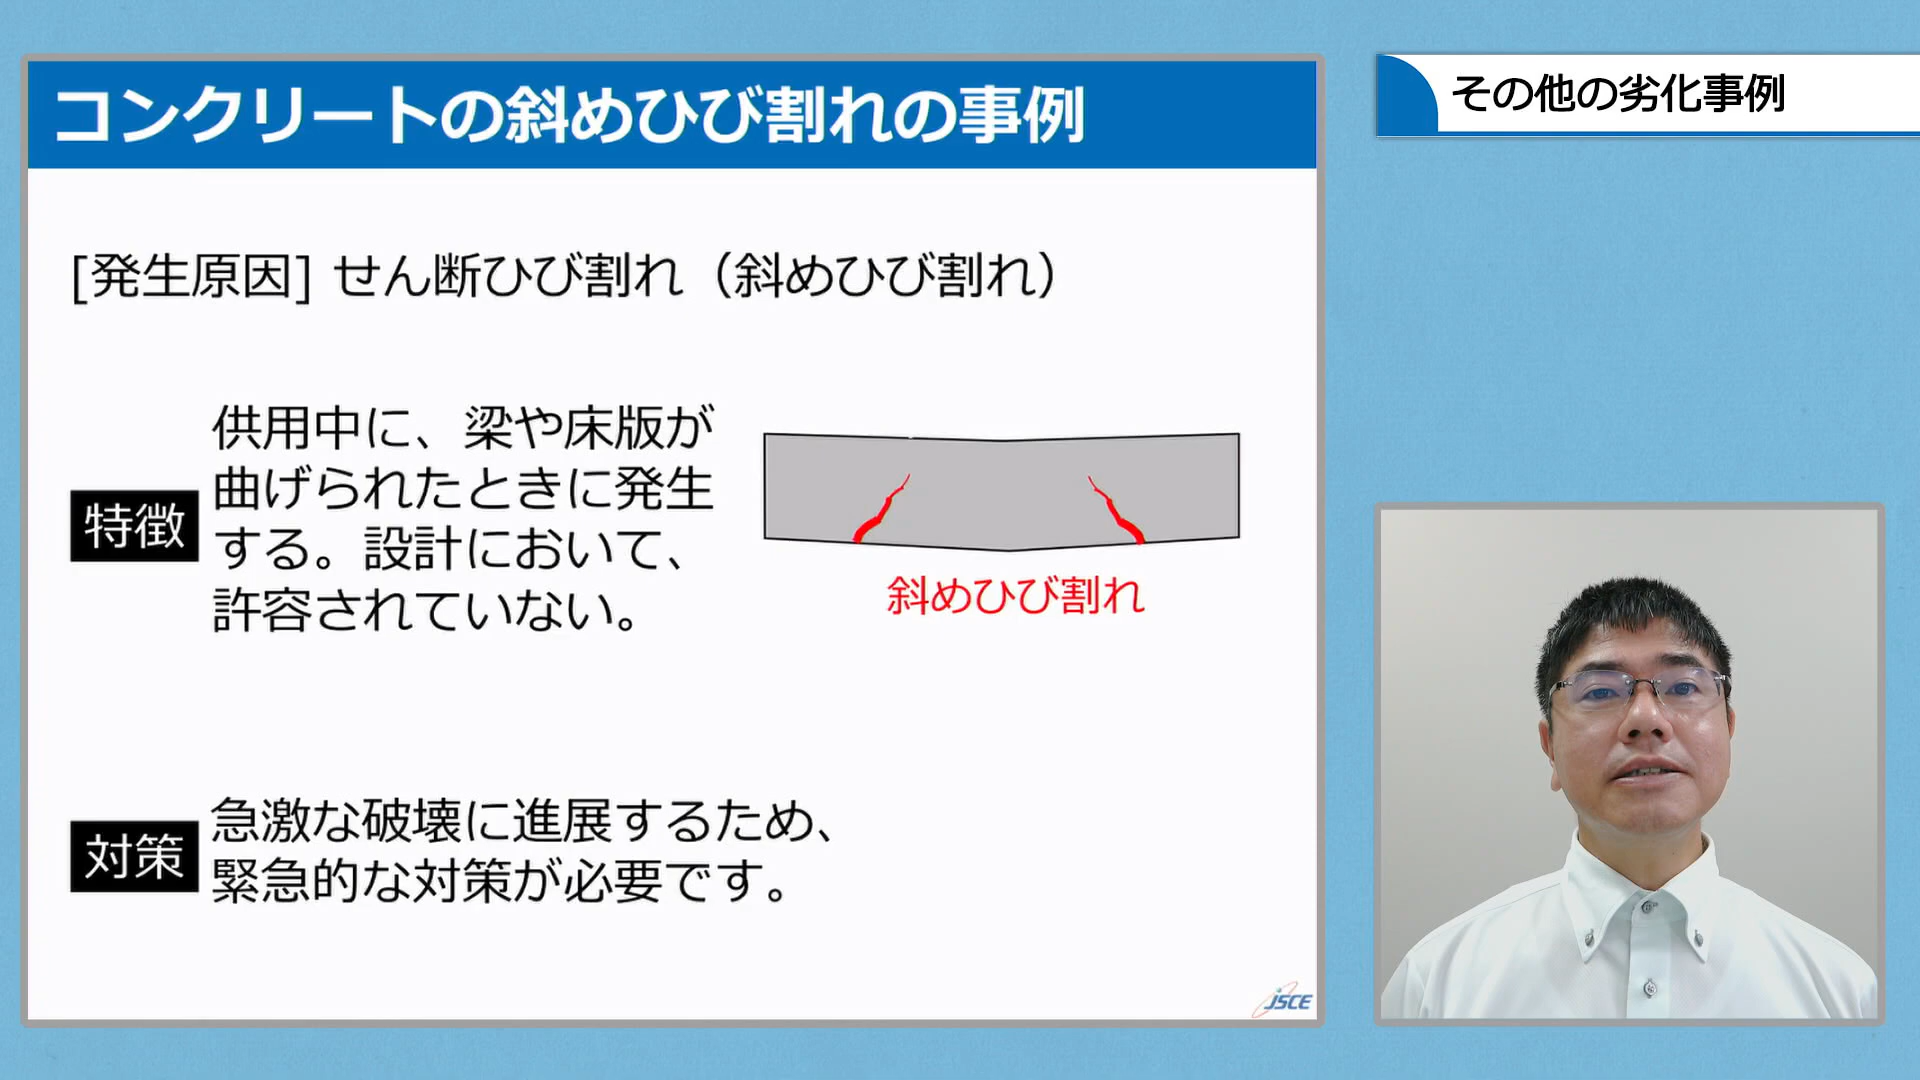 コンクリートの斜めひび割れの事例
[発生原因] せん断ひび割れ（斜めひび割れ）
特徴
供用中に、梁や床版が
曲げられたときに発生
する。設計において、
許容されていない。
斜めひび割れ
対策
急激な破壊に進展するため、
緊急的な対策が必要です。
JSCE
その他の劣化事例